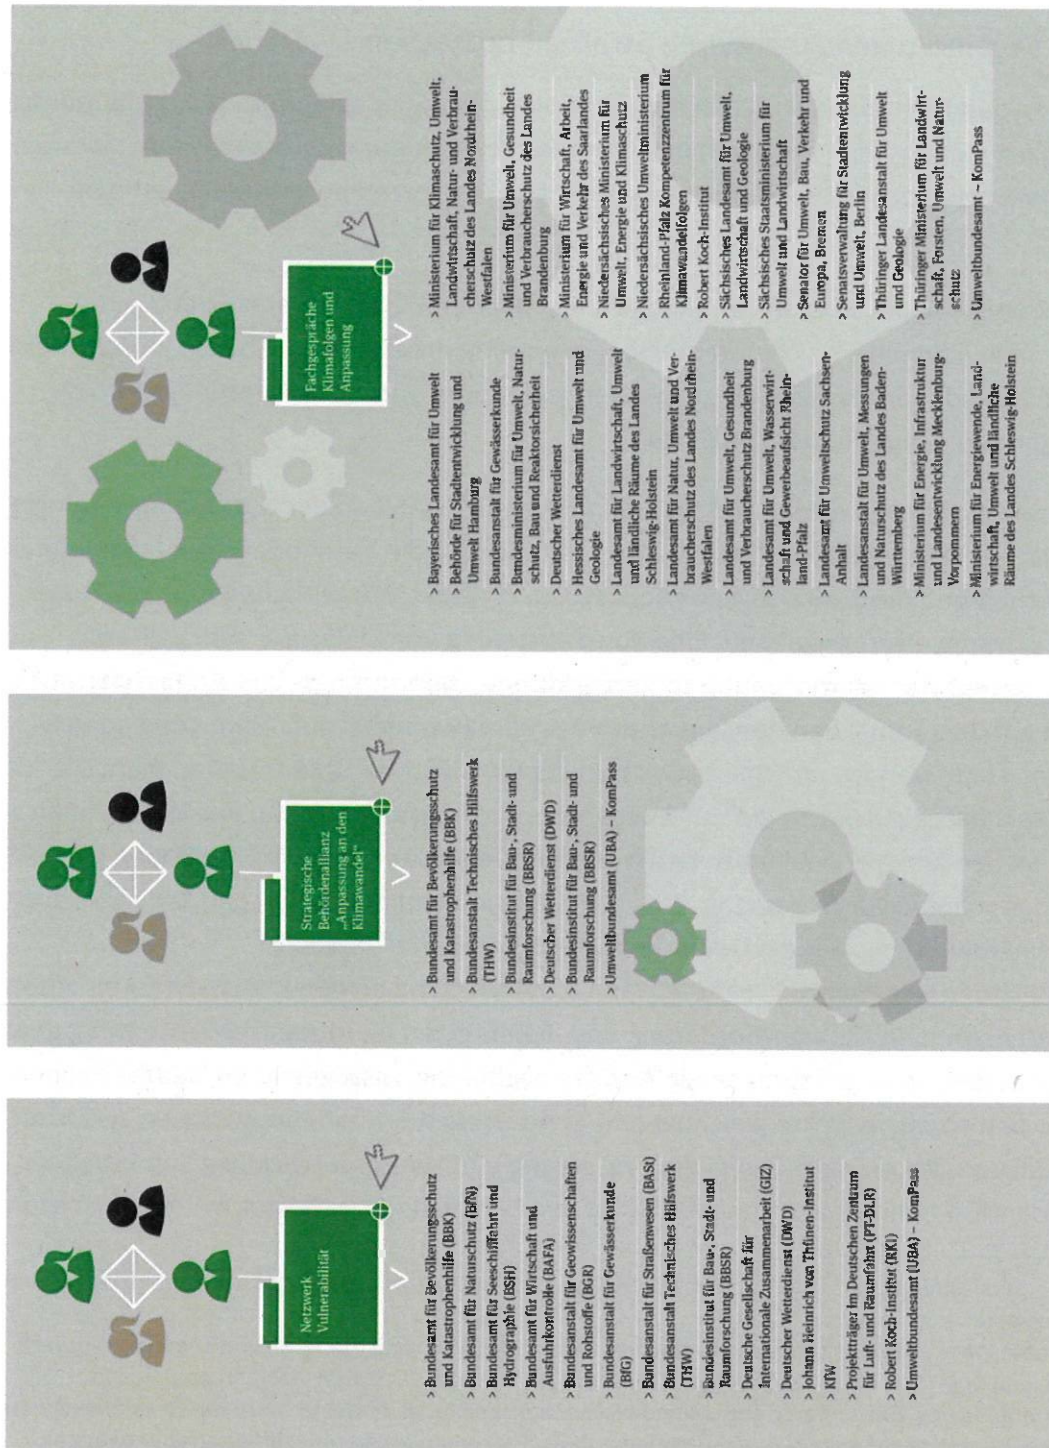 Netzwerk
Vulnerabilität
> Bundesamt für Bevölkerungsschutz
und Katastrophenhilfe (BBK)
> Bundesamt für Naturschutz (BfN)
> Bundesamt für Seeschifffahrt und
Hydrographie (BSH)
> Bundesamt für Wirtschaft und
Ausfuhrkontrolle (BAFA)
> Bundesanstalt für Geowissenschaften
und Rohstoffe (BGR)
> Bundesanstalt für Gewässerkunde
(BfG)
> Bundesanstalt für Straßenwesen (BASt)
> Bundesanstalt Technisches Hilfswerk
(THW)
> Bundesinstitut für Bau-, Stadt- und
Raumforschung (BBSR)
> Deutsche Gesellschaft für
Internationale Zusammenarbeit (GIZ)
> Deutscher Wetterdienst (DWD)
> Johann Heinrich von Thünen-Institut
> KfW
> Projektträger im Deutschen Zentrum
für Luft- und Raumfahrt (PT-DLR)
> Robert Koch-Institut (RKI)
> Umweltbundesamt (UBA) – KomPass
Strategische
Behördenallianz
„Anpassung an den
Klimawandel“
> Bundesamt für Bevölkerungsschutz
und Katastrophenhilfe (BBK)
> Bundesanstalt Technisches Hilfswerk
(THW)
> Bundesinstitut für Bau-, Stadt- und
Raumforschung (BBSR)
> Deutscher Wetterdienst (DWD)
> Bundesinstitut für Bau-, Stadt- und
Raumforschung (BBSR)
> Umweltbundesamt (UBA) – KomPass
Fachgespräche
Klimafolgen und
Anpassung
> Bayerisches Landesamt für Umwelt
> Behörde für Stadtentwicklung und
Umwelt Hamburg
> Bundesanstalt für Gewässerkunde
> Bundesministerium für Umwelt, Natur-
schutz, Bau und Reaktorsicherheit
> Deutscher Wetterdienst
> Hessisches Landesamt für Umwelt und
Geologie
> Landesamt für Landwirtschaft, Umwelt
und ländliche Räume des Landes
Schleswig-Holstein
> Landesamt für Natur, Umwelt und Ver-
braucherschutz des Landes Nordrhein-
Westfalen
> Landesamt für Umwelt, Gesundheit
und Verbraucherschutz Brandenburg
> Landesamt für Umwelt, Wasserwirt-
schaft und Gewerbeaufsicht Rhein-
land-Pfalz
> Landesamt für Umweltschutz Sachsen-
Anhalt
> Landesanstalt für Umwelt, Messungen
und Naturschutz des Landes Baden-
Württemberg
> Ministerium für Energie, Infrastruktur
und Landesentwicklung Mecklenburg-
Vorpommern
> Ministerium für Energiewende, Land-
wirtschaft, Umwelt und ländliche
Räume des Landes Schleswig-Holstein
> Ministerium für Klimaschutz, Umwelt,
Landwirtschaft, Natur- und Verbrau-
cherschutz des Landes Nordrhein-
Westfalen
> Ministerium für Umwelt, Gesundheit
und Verbraucherschutz des Landes
Brandenburg
> Ministerium für Wirtschaft, Arbeit,
Energie und Verkehr des Saarlandes
> Niedersächsisches Ministerium für
Umwelt, Energie und Klimaschutz
> Niedersächsisches Umweltministerium
> Rheinland-Pfalz Kompetenzzentrum für
Klimawandelfolgen
> Robert Koch-Institut
> Sächsisches Landesamt für Umwelt,
Landwirtschaft und Geologie
> Sächsisches Staatsministerium für
Umwelt und Landwirtschaft
> Senator für Umwelt, Bau, Verkehr und
Europa, Bremen
> Senatsverwaltung für Stadtentwicklung
und Umwelt, Berlin
> Thüringer Landesanstalt für Umwelt
und Geologie
> Thüringer Ministerium für Landwirt-
schaft, Forsten, Umwelt und Natur-
schutz
> Umweltbundesamt – KomPass